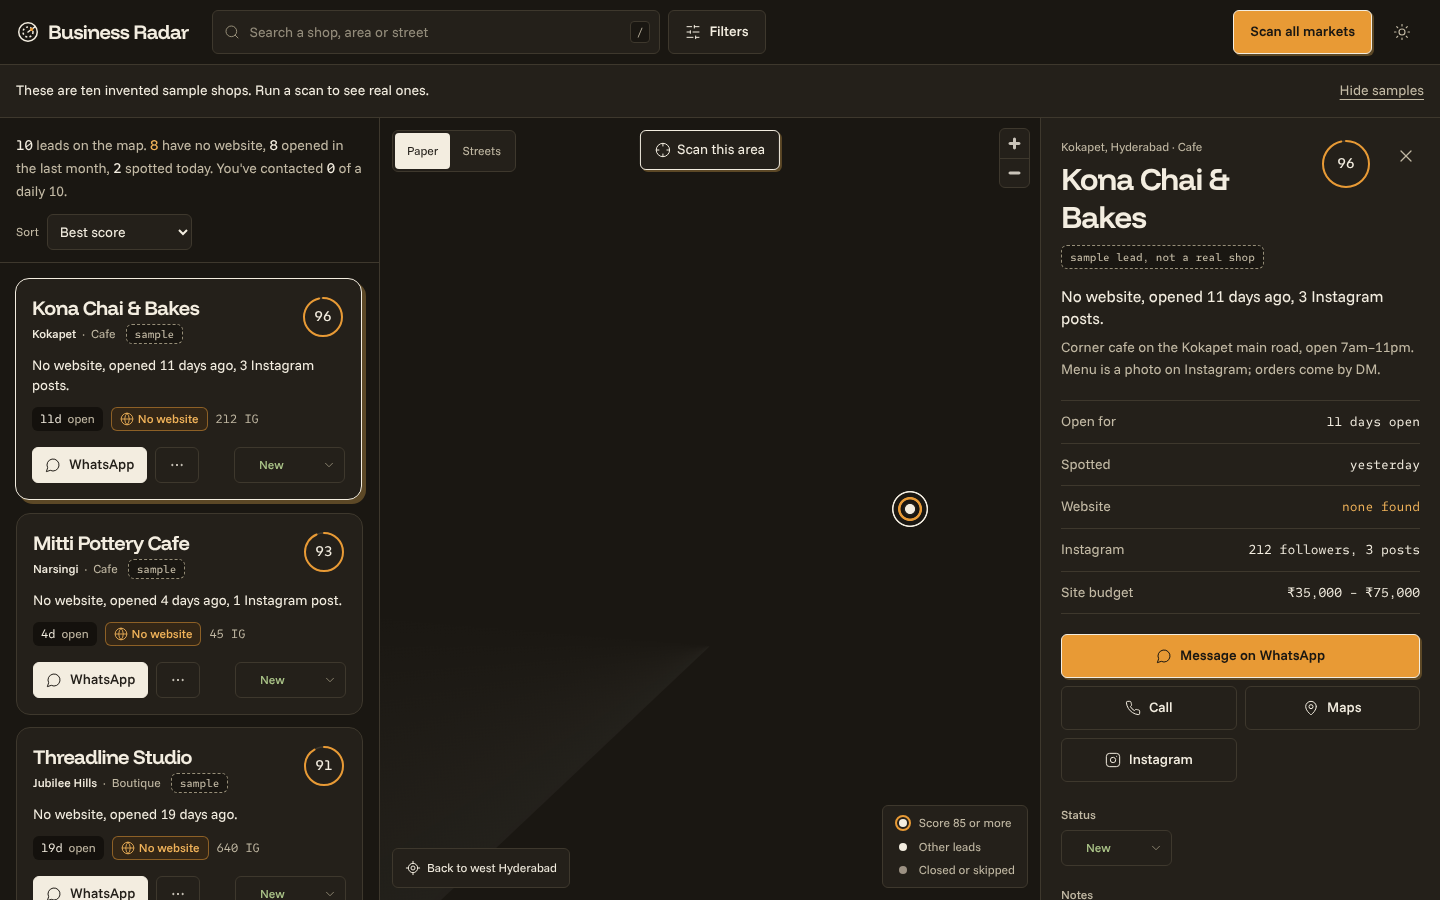 Business Radar
Search a shop, area or street
/
Filters
Scan all markets
These are ten invented sample shops. Run a scan to see real ones.
Hide samples
10 leads on the map. 8 have no website, 8 opened in
the last month, 2 spotted today. You've contacted 0 of a
daily 10.
Sort
Best score
Kona Chai & Bakes
96
Kokapet · Cafe
sample
No website, opened 11 days ago, 3 Instagram
posts.
11d open
No website
212 IG
WhatsApp
...
New
Mitti Pottery Cafe
93
Narsingi · Cafe
sample
No website, opened 4 days ago, 1 Instagram post.
4d open
No website
45 IG
WhatsApp
...
New
Threadline Studio
91
Jubilee Hills · Boutique
sample
No website, opened 19 days ago.
19d open
No website
640 IG
WhatsApp
...
New
Paper
Streets
Scan this area
+
−
Back to west Hyderabad
Score 85 or more
Other leads
Closed or skipped
Kokapet, Hyderabad · Cafe
Kona Chai &
Bakes
96
sample lead, not a real shop
No website, opened 11 days ago, 3 Instagram
posts.
Corner cafe on the Kokapet main road, open 7am–11pm.
Menu is a photo on Instagram; orders come by DM.
Open for
11 days open
Spotted
yesterday
Website
none found
Instagram
212 followers, 3 posts
Site budget
₹35,000 – ₹75,000
Message on WhatsApp
Call
Maps
Instagram
Status
New
Notes